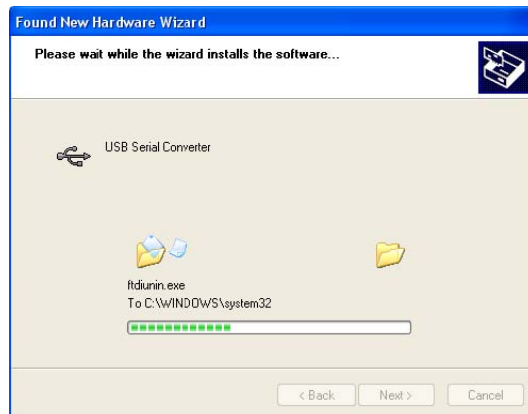 Found New Hardware Wizard
Please wait while the wizard installs the software...
USB Serial Converter
ftdiunin.exe
To C:\WINDOWS\system32
< Back
Next >
Cancel